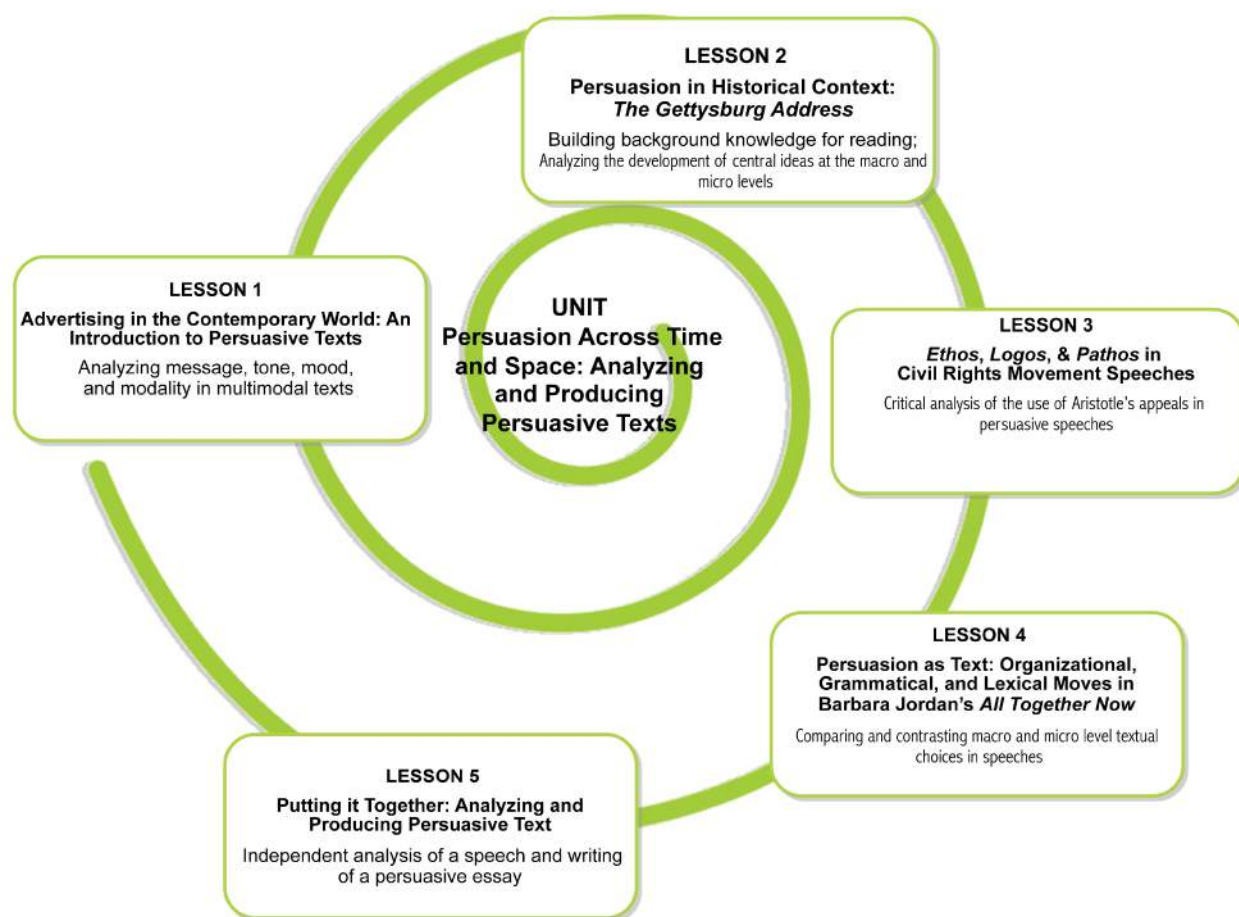 UNIT
Persuasion Across Time
and Space: Analyzing
and Producing
Persuasive Texts
LESSON 1
Advertising in the Contemporary World: An
Introduction to Persuasive Texts
Analyzing message, tone, mood,
and modality in multimodal texts
LESSON 2
Persuasion in Historical Context:
The Gettysburg Address
Building background knowledge for reading;
Analyzing the development of central ideas at the macro and
micro levels
LESSON 3
Ethos, Logos, & Pathos in
Civil Rights Movement Speeches
Critical analysis of the use of Aristotle's appeals in
persuasive speeches
LESSON 4
Persuasion as Text: Organizational,
Grammatical, and Lexical Moves in
Barbara Jordan's All Together Now
Comparing and contrasting macro and micro level textual
choices in speeches
LESSON 5
Putting it Together: Analyzing and
Producing Persuasive Text
Independent analysis of a speech and writing
of a persuasive essay